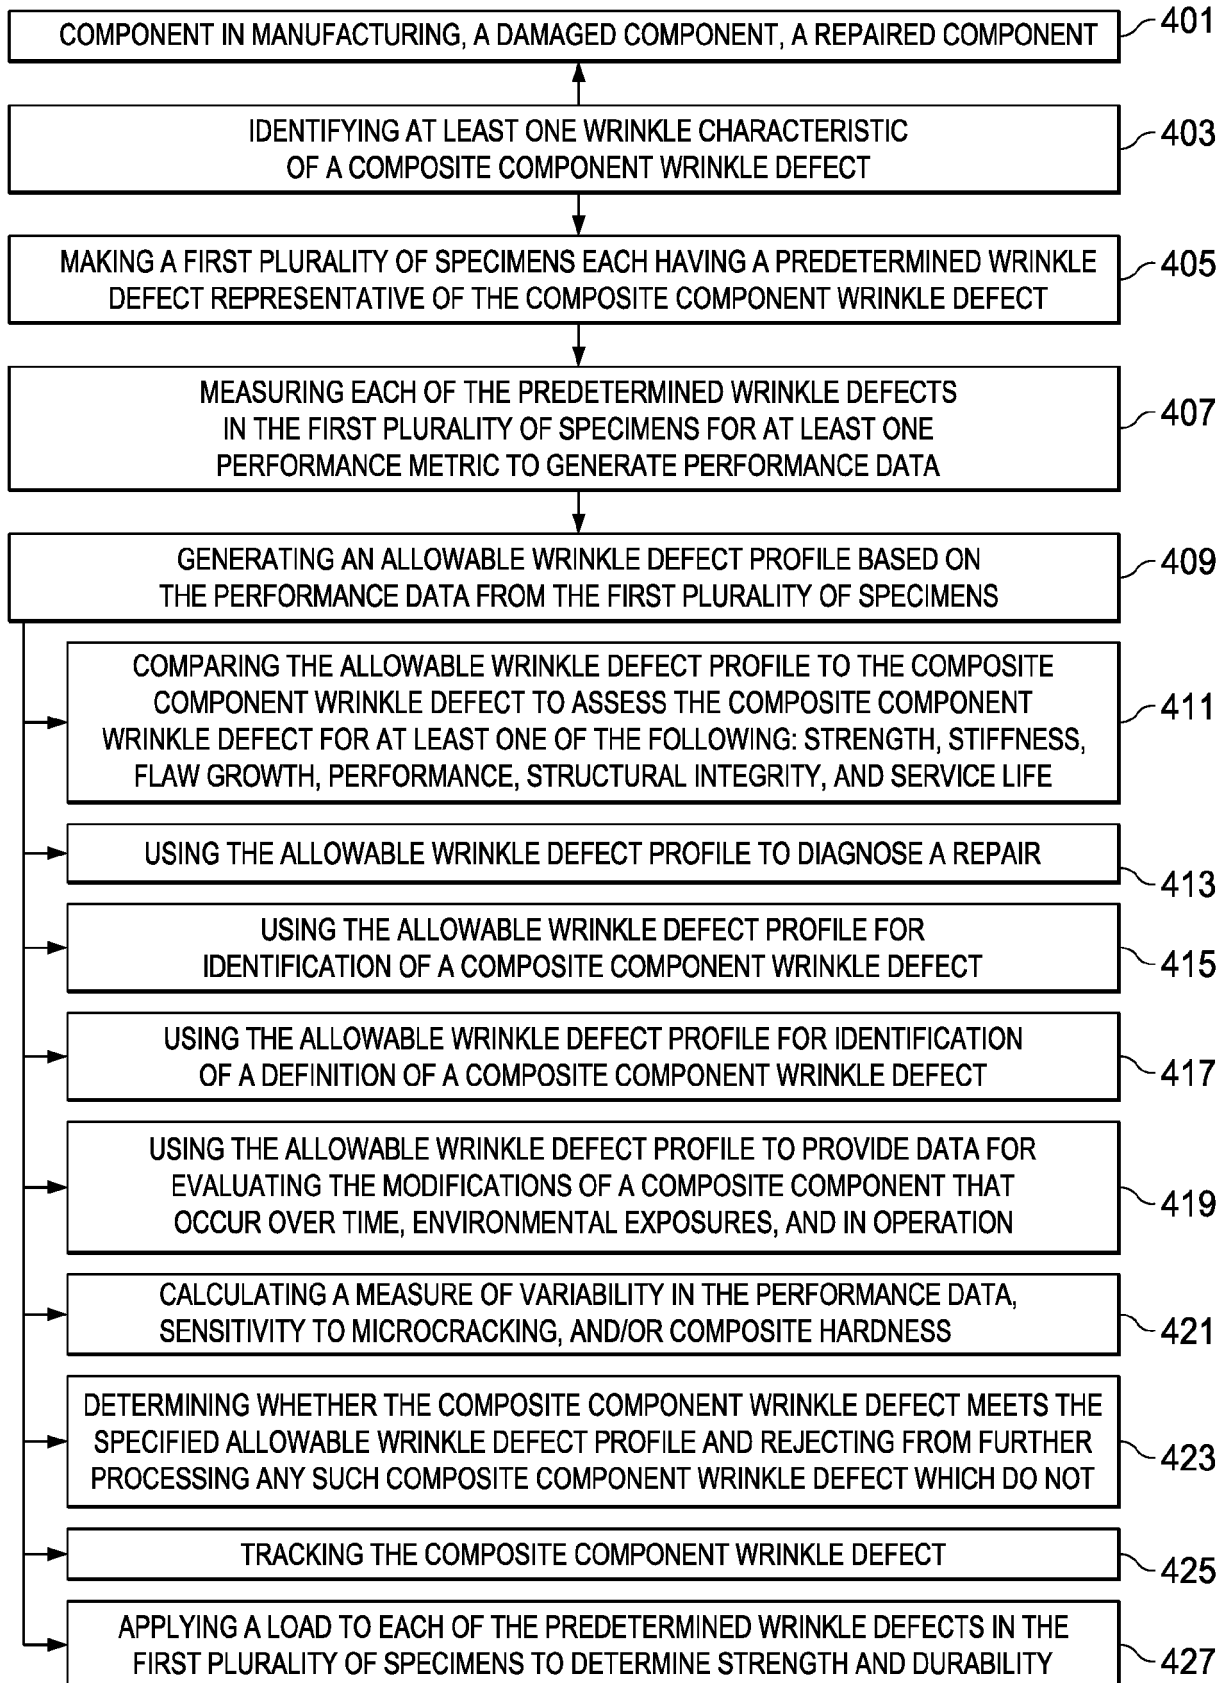 COMPONENT IN MANUFACTURING, A DAMAGED COMPONENT, A REPAIRED COMPONENT
401
IDENTIFYING AT LEAST ONE WRINKLE CHARACTERISTIC
OF A COMPOSITE COMPONENT WRINKLE DEFECT
403
MAKING A FIRST PLURALITY OF SPECIMENS EACH HAVING A PREDETERMINED WRINKLE
DEFECT REPRESENTATIVE OF THE COMPOSITE COMPONENT WRINKLE DEFECT
405
MEASURING EACH OF THE PREDETERMINED WRINKLE DEFECTS
IN THE FIRST PLURALITY OF SPECIMENS FOR AT LEAST ONE
PERFORMANCE METRIC TO GENERATE PERFORMANCE DATA
407
GENERATING AN ALLOWABLE WRINKLE DEFECT PROFILE BASED ON
THE PERFORMANCE DATA FROM THE FIRST PLURALITY OF SPECIMENS
409
COMPARING THE ALLOWABLE WRINKLE DEFECT PROFILE TO THE COMPOSITE
COMPONENT WRINKLE DEFECT TO ASSESS THE COMPOSITE COMPONENT
WRINKLE DEFECT FOR AT LEAST ONE OF THE FOLLOWING: STRENGTH, STIFFNESS,
FLAW GROWTH, PERFORMANCE, STRUCTURAL INTEGRITY, AND SERVICE LIFE
411
USING THE ALLOWABLE WRINKLE DEFECT PROFILE TO DIAGNOSE A REPAIR
413
USING THE ALLOWABLE WRINKLE DEFECT PROFILE FOR
IDENTIFICATION OF A COMPOSITE COMPONENT WRINKLE DEFECT
415
USING THE ALLOWABLE WRINKLE DEFECT PROFILE FOR IDENTIFICATION
OF A DEFINITION OF A COMPOSITE COMPONENT WRINKLE DEFECT
417
USING THE ALLOWABLE WRINKLE DEFECT PROFILE TO PROVIDE DATA FOR
EVALUATING THE MODIFICATIONS OF A COMPOSITE COMPONENT THAT
OCCUR OVER TIME, ENVIRONMENTAL EXPOSURES, AND IN OPERATION
419
CALCULATING A MEASURE OF VARIABILITY IN THE PERFORMANCE DATA,
SENSITIVITY TO MICROCRACKING, AND/OR COMPOSITE HARDNESS
421
DETERMINING WHETHER THE COMPOSITE COMPONENT WRINKLE DEFECT MEETS THE
SPECIFIED ALLOWABLE WRINKLE DEFECT PROFILE AND REJECTING FROM FURTHER
PROCESSING ANY SUCH COMPOSITE COMPONENT WRINKLE DEFECT WHICH DO NOT
423
TRACKING THE COMPOSITE COMPONENT WRINKLE DEFECT
425
APPLYING A LOAD TO EACH OF THE PREDETERMINED WRINKLE DEFECTS IN THE
FIRST PLURALITY OF SPECIMENS TO DETERMINE STRENGTH AND DURABILITY
427